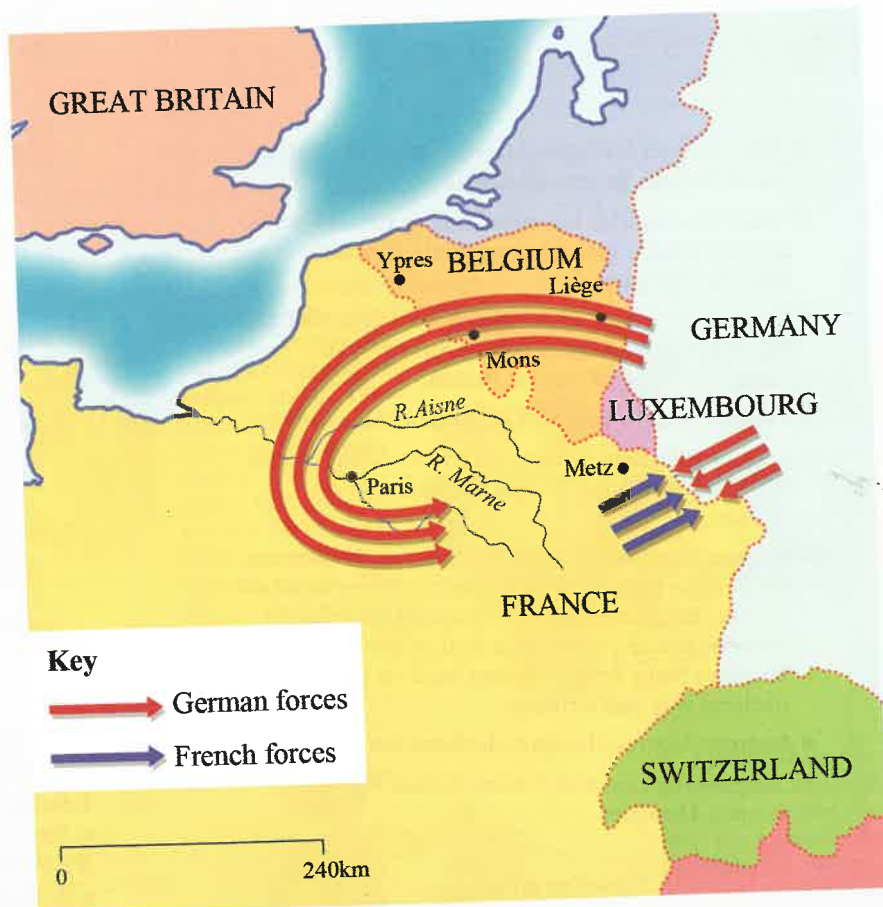 GREAT BRITAIN
Ypres
BELGIUM
Liège
GERMANY
Mons
LUXEMBOURG
R.Aisne
Metz
R. Marne
Paris
FRANCE
Key
German forces
French forces
SWITZERLAND
0
240km